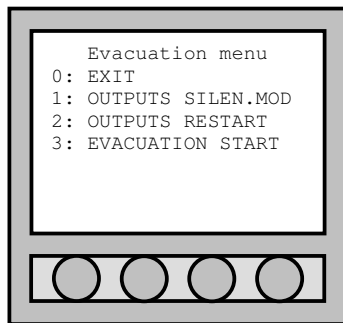 Evacuation menu
0: EXIT
1: OUTPUTS SILEN.MOD
2: OUTPUTS RESTART
3: EVACUATION START